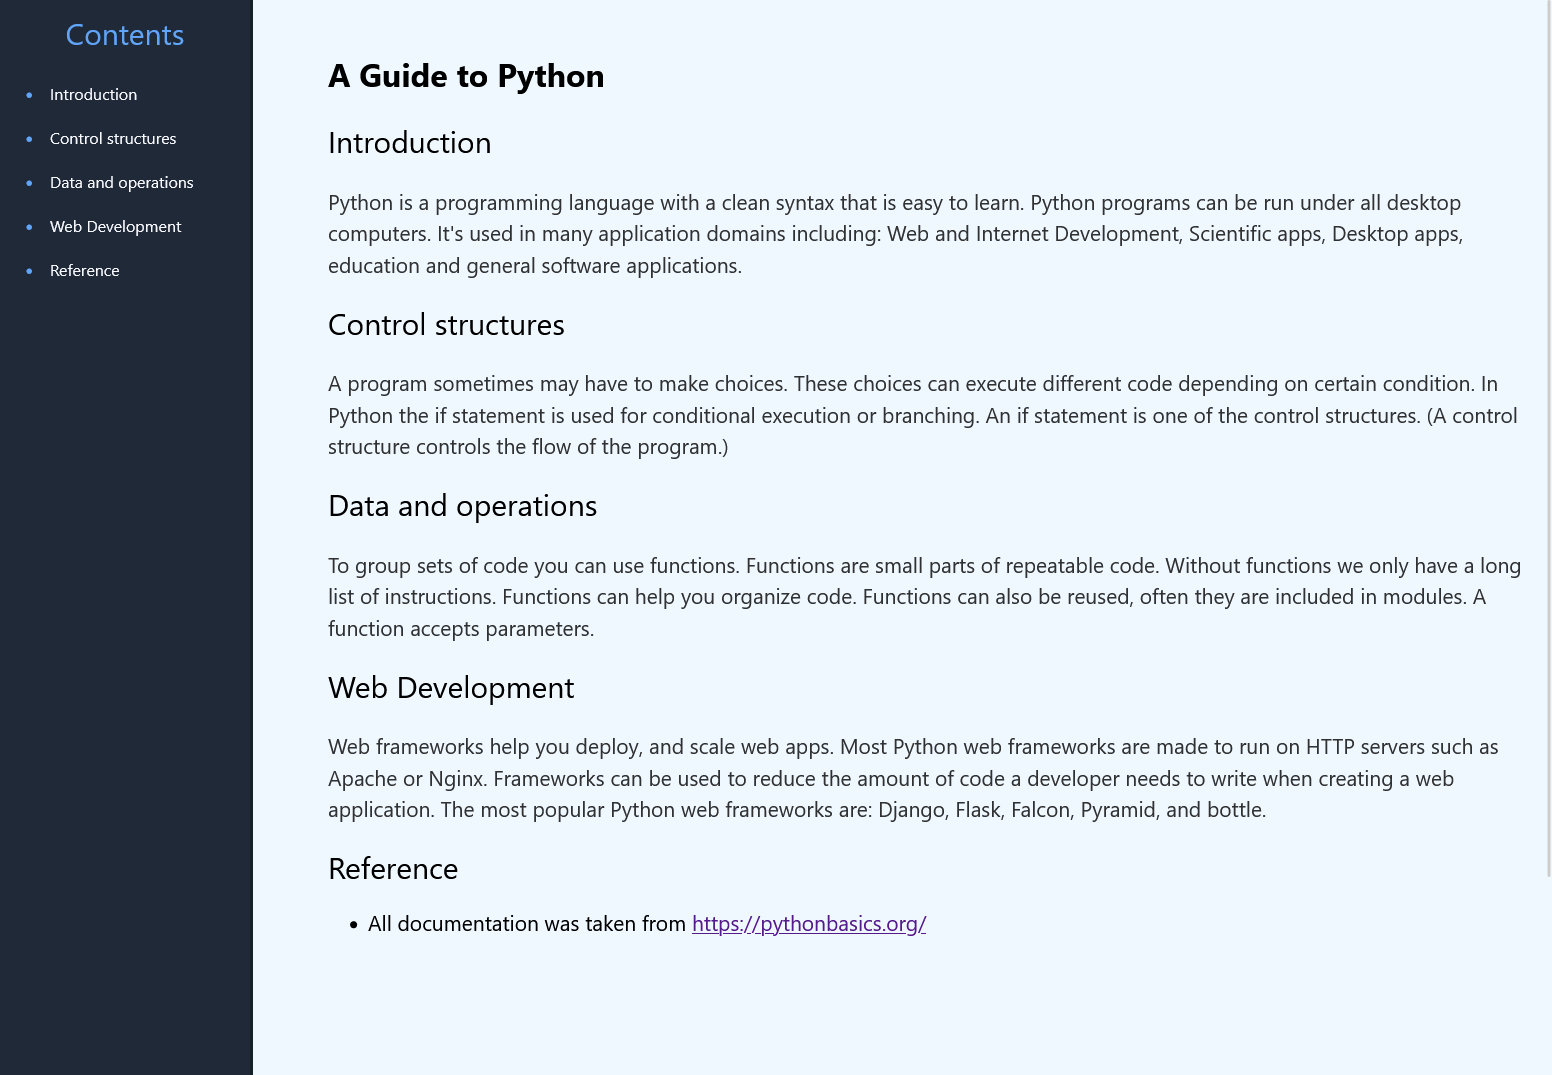 Contents
Introduction
Control structures
Data and operations
Web Development
Reference
A Guide to Python
Introduction
Python is a programming language with a clean syntax that is easy to learn. Python programs can be run under all desktop
computers. It's used in many application domains including: Web and Internet Development, Scientific apps, Desktop apps,
education and general software applications.
Control structures
A program sometimes may have to make choices. These choices can execute different code depending on certain condition. In
Python the if statement is used for conditional execution or branching. An if statement is one of the control structures. (A control
structure controls the flow of the program.)
Data and operations
To group sets of code you can use functions. Functions are small parts of repeatable code. Without functions we only have a long
list of instructions. Functions can help you organize code. Functions can also be reused, often they are included in modules. A
function accepts parameters.
Web Development
Web frameworks help you deploy, and scale web apps. Most Python web frameworks are made to run on HTTP servers such as
Apache or Nginx. Frameworks can be used to reduce the amount of code a developer needs to write when creating a web
application. The most popular Python web frameworks are: Django, Flask, Falcon, Pyramid, and bottle.
Reference
All documentation was taken from https://pythonbasics.org/